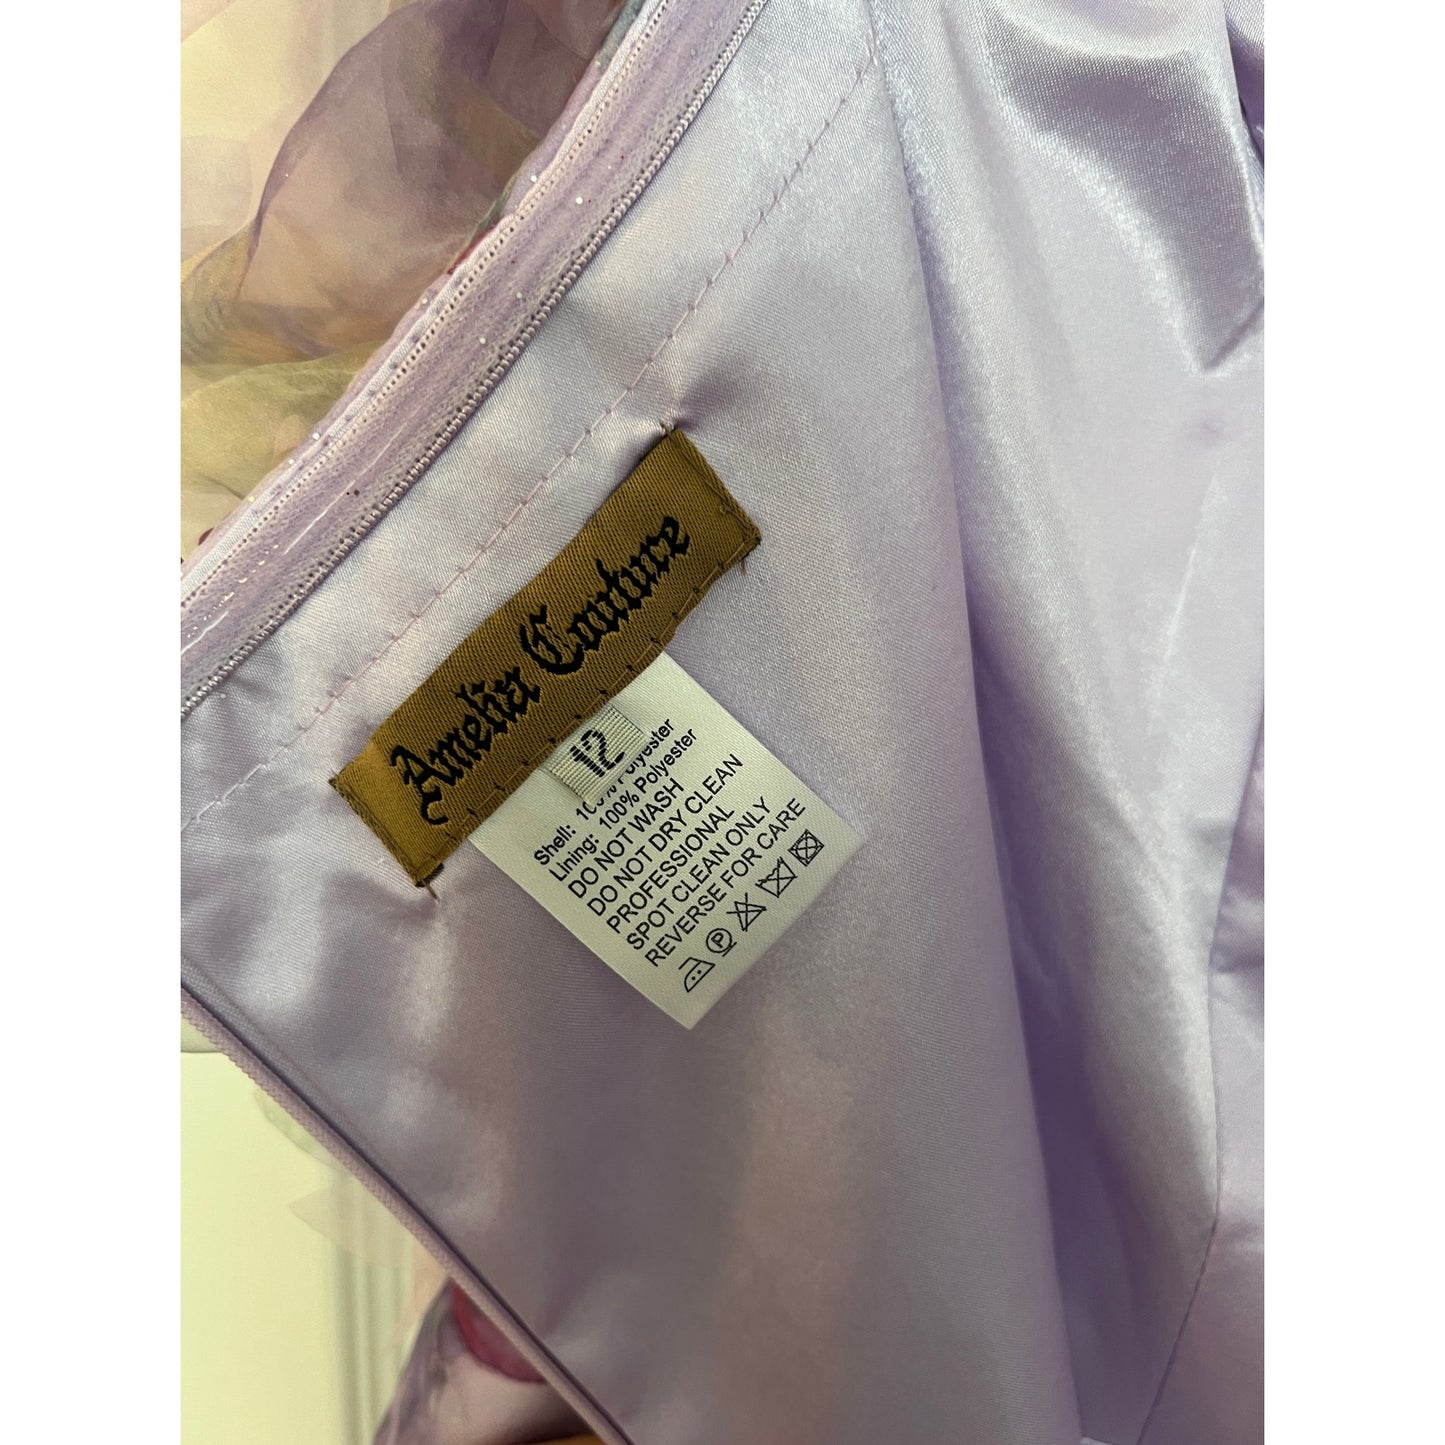 Amelia Couture
12
Shell: 100% Polyester
Lining: 100% Polyester
DO NOT WASH
DO NOT DRY CLEAN
PROFESSIONAL
SPOT CLEAN ONLY
REVERSE FOR CARE